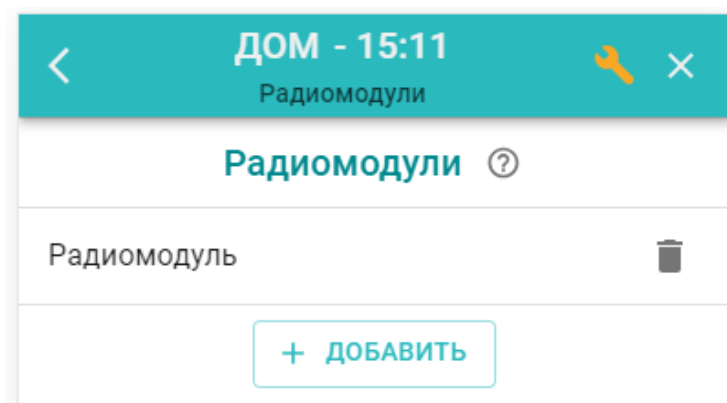 ДОМ - 15:11
Радиомодули
Радиомодули
Радиомодуль
+ ДОБАВИТЬ